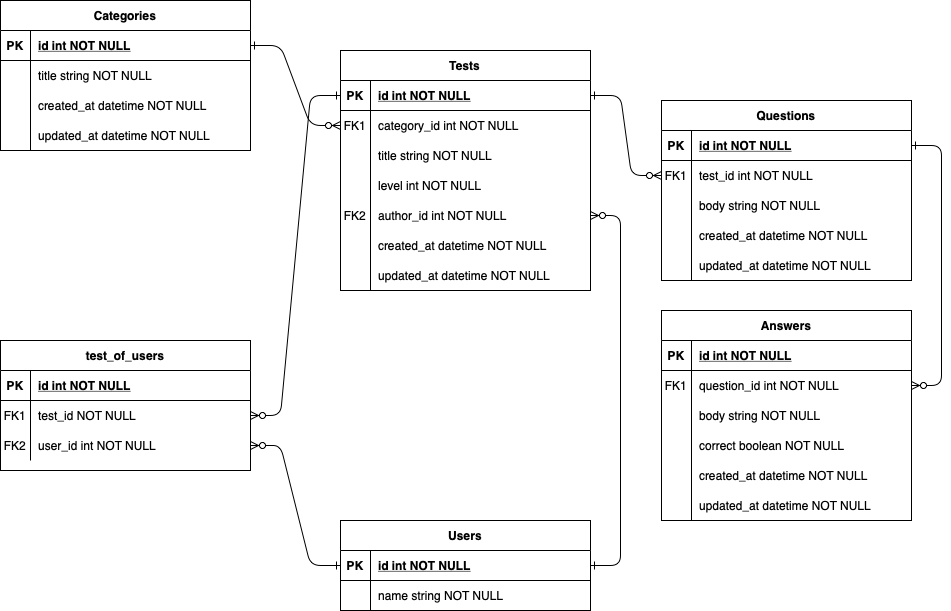 Categories
PK id int NOT NULL
title string NOT NULL
created_at datetime NOT NULL
updated_at datetime NOT NULL
Tests
PK id int NOT NULL
FK1 category_id int NOT NULL
title string NOT NULL
level int NOT NULL
FK2 author_id int NOT NULL
created_at datetime NOT NULL
updated_at datetime NOT NULL
Questions
PK id int NOT NULL
FK1 test_id int NOT NULL
body string NOT NULL
created_at datetime NOT NULL
updated_at datetime NOT NULL
Answers
PK id int NOT NULL
FK1 question_id int NOT NULL
body string NOT NULL
correct boolean NOT NULL
created_at datetime NOT NULL
updated_at datetime NOT NULL
test_of_users
PK id int NOT NULL
FK1 test_id NOT NULL
FK2 user_id int NOT NULL
Users
PK id int NOT NULL
name string NOT NULL